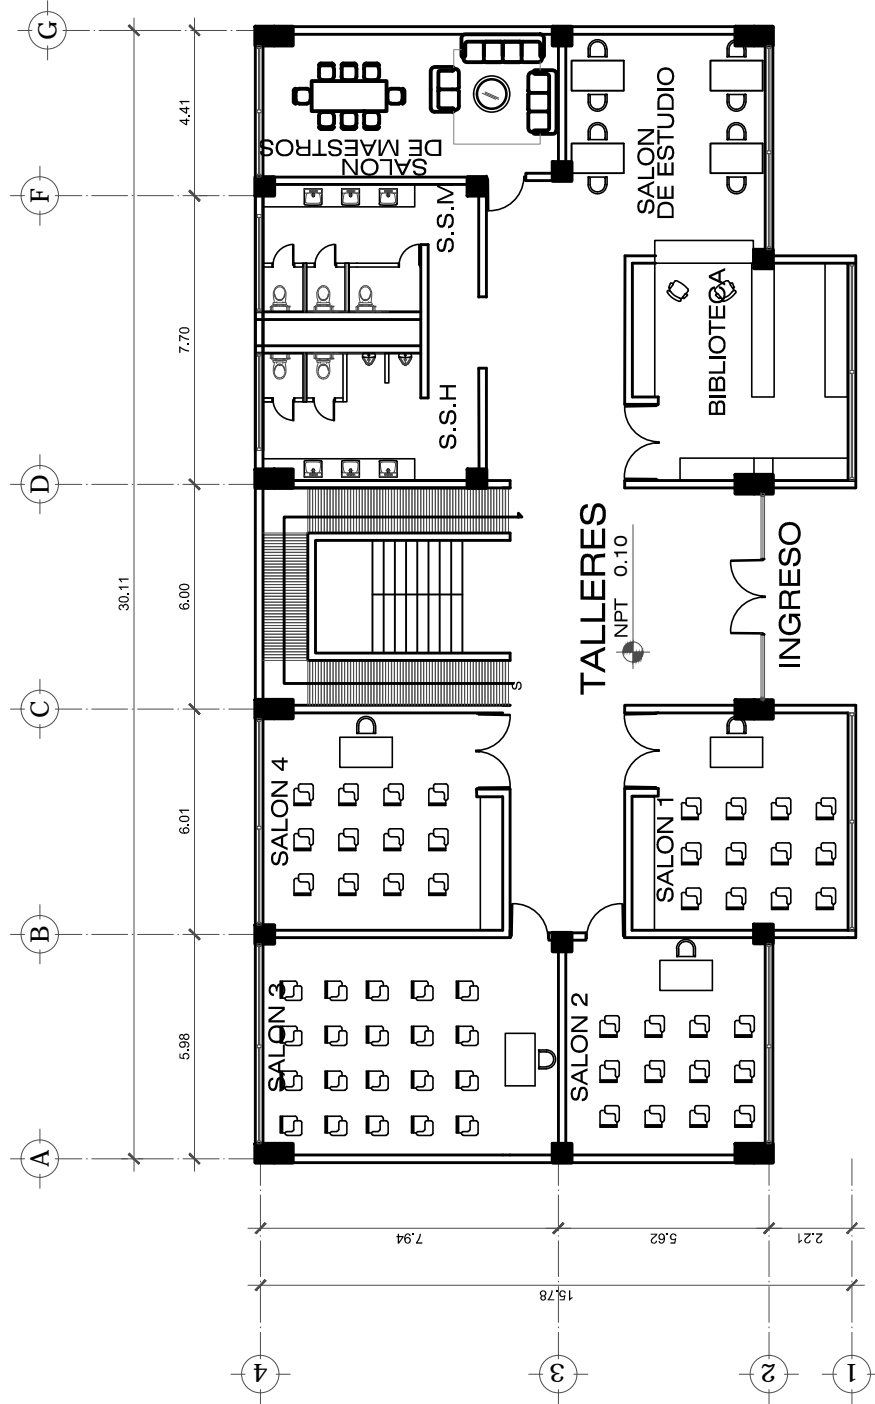 G
F
D
C
B
A
4.41
7.70
6.00
6.01
5.98
30.11
SALON
DE MAESTROS
SALON
DE ESTUDIO
S.S.M
S.S.H
BIBLIOTECA
TALLERES
NPT 0.10
INGRESO
S
SALON 4
SALON 1
SALON 3
SALON 2
7.94
5.62
2.21
15.78
4
3
2
1